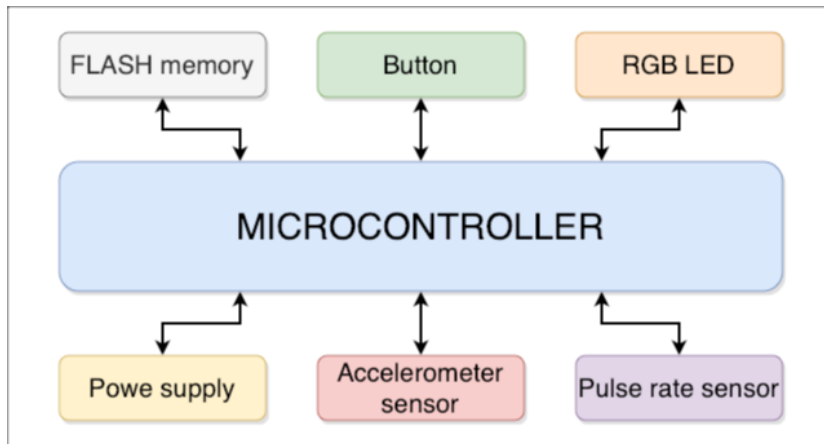 FLASH memory
Button
RGB LED
MICROCONTROLLER
Powe supply
Accelerometer
sensor
Pulse rate sensor